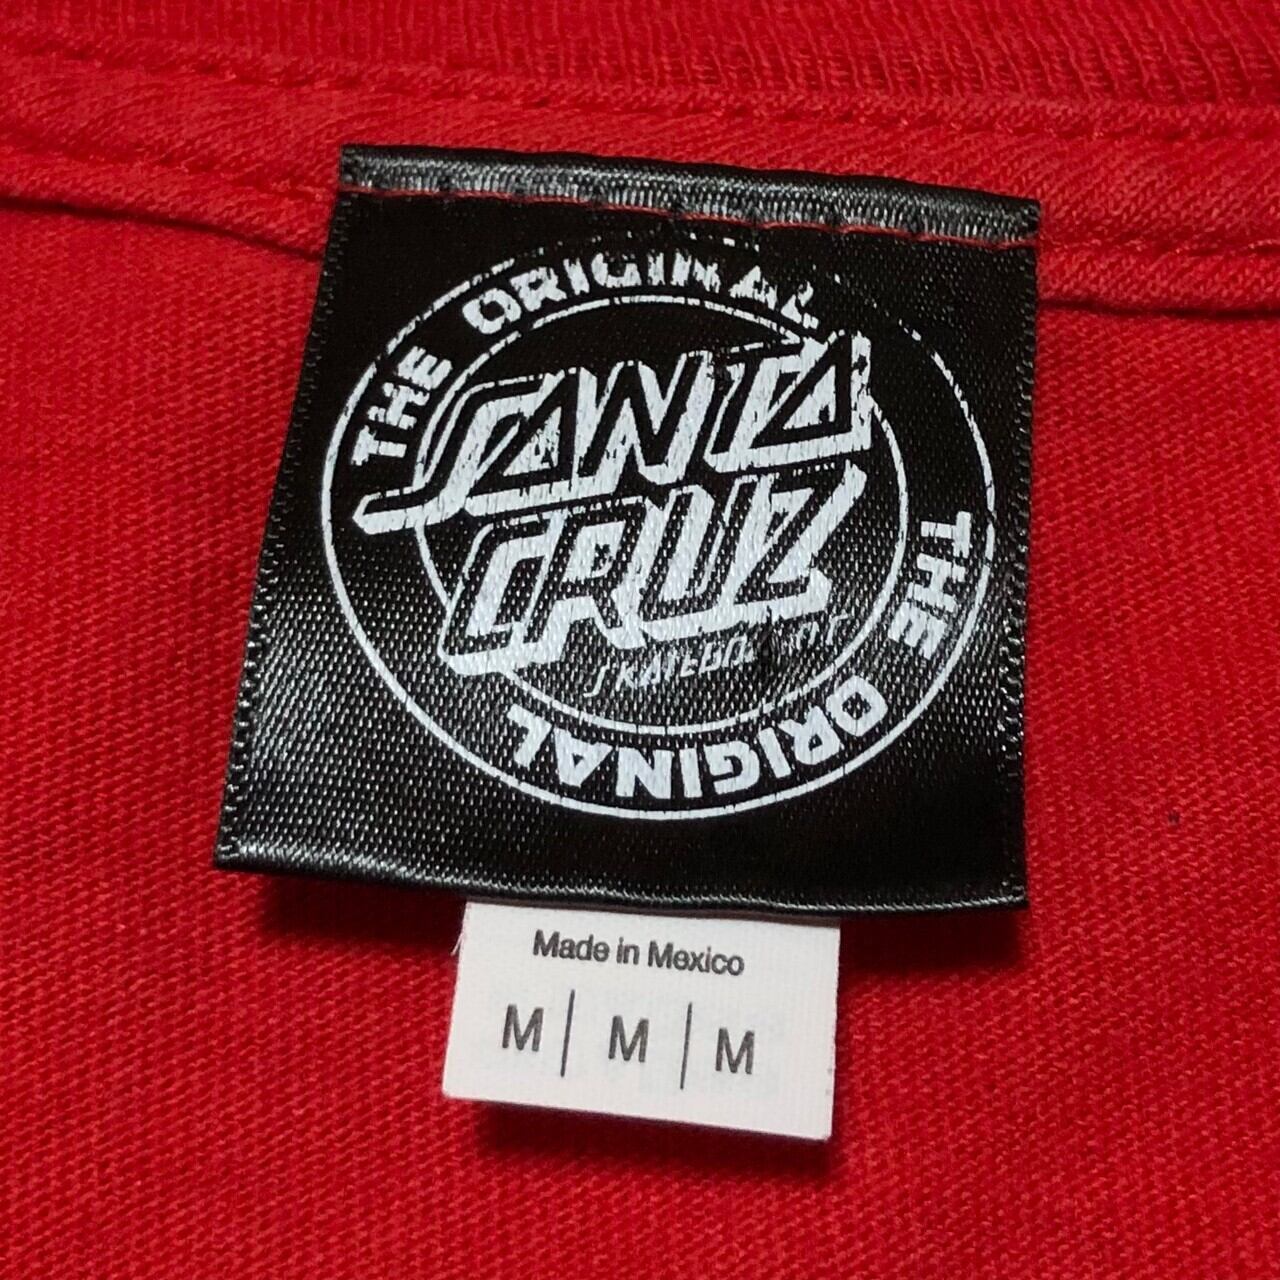 THE ORIGINAL
SANTA
CRUZ
THE ORIGINAL
Made in Mexico
M | M | M